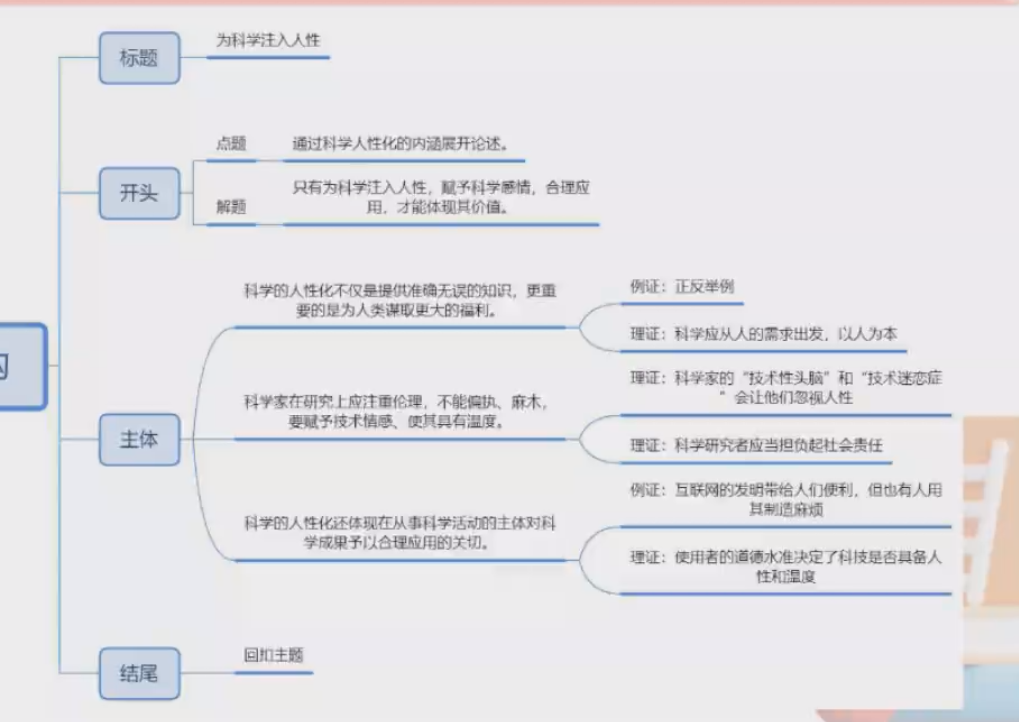 标题
为科学注入人性
开头
点题
通过科学人性化的内涵展开论述。
解题
只有为科学注入人性，赋予科学感情，合理应
用，才能体现其价值。
主体
科学的人性化不仅是提供准确无误的知识，更重
要的是为人类谋取更大的福利。
例证：正反举例
理证：科学应从人的需求出发，以人为本
科学家在研究上应注重伦理，不能偏执、麻木，
要赋予技术情感、使其具有温度。
理证：科学家的“技术性头脑”和“技术迷恋症
”会让他们忽视人性
理证：科学研究者应当担负起社会责任
科学的人性化还体现在从事科学活动的主体对科
学成果予以合理应用的关切。
例证：互联网的发明带给人们便利，但也有人用
其制造麻烦
理证：使用者的道德水准决定了科技是否具备人
性和温度
结尾
回扣主题